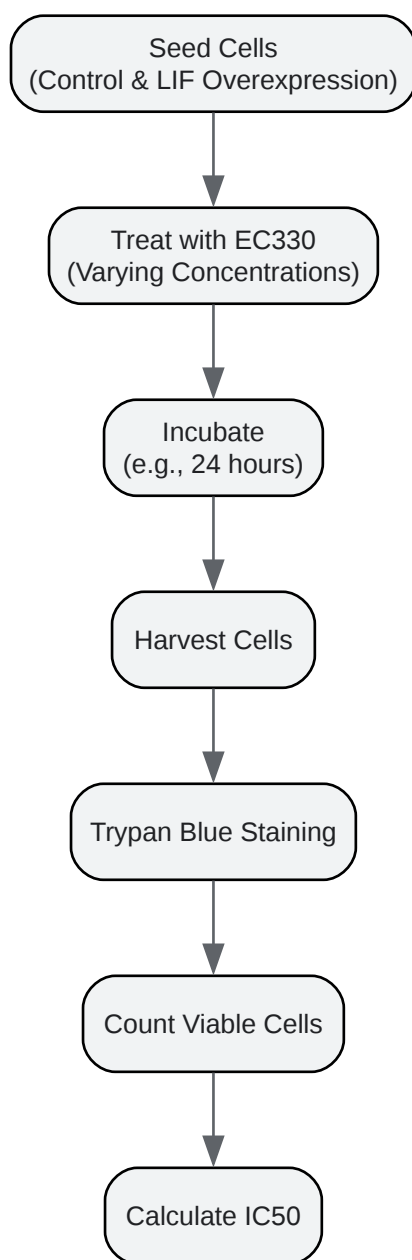 Seed Cells
(Control & LIF Overexpression)
Treat with EC330
(Varying Concentrations)
Incubate
(e.g., 24 hours)
Harvest Cells
Trypan Blue Staining
Count Viable Cells
Calculate IC50